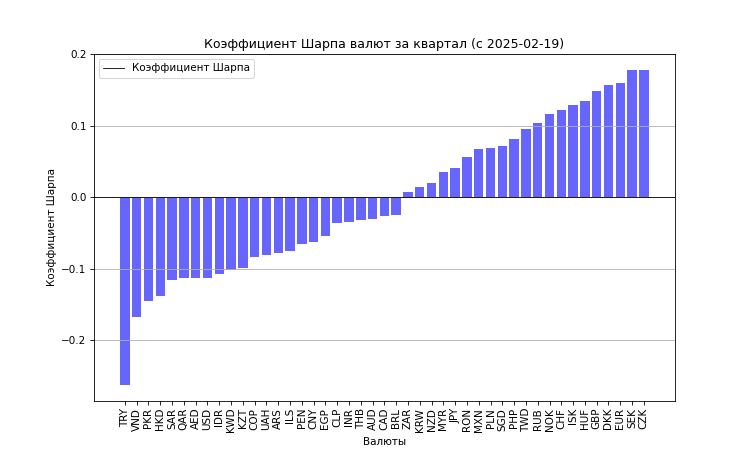 Коэффициент Шарпа валют за квартал (с 2025-02-19)
Коэффициент Шарпа
0.2
0.1
0.0
−0.1
−0.2
Коэффициент Шарпа
TRY
VND
PKR
HKD
SAR
QAR
AED
USD
IDR
KWD
KZT
COP
UAH
ARS
ILS
PEN
CNY
EGP
CLP
INR
THB
AUD
CAD
BRL
ZAR
KRW
NZD
MYR
JPY
RON
MXN
PLN
SGD
PHP
TWD
RUB
NOK
CHF
ISK
HUF
GBP
DKK
EUR
SEK
CZK
Валюты